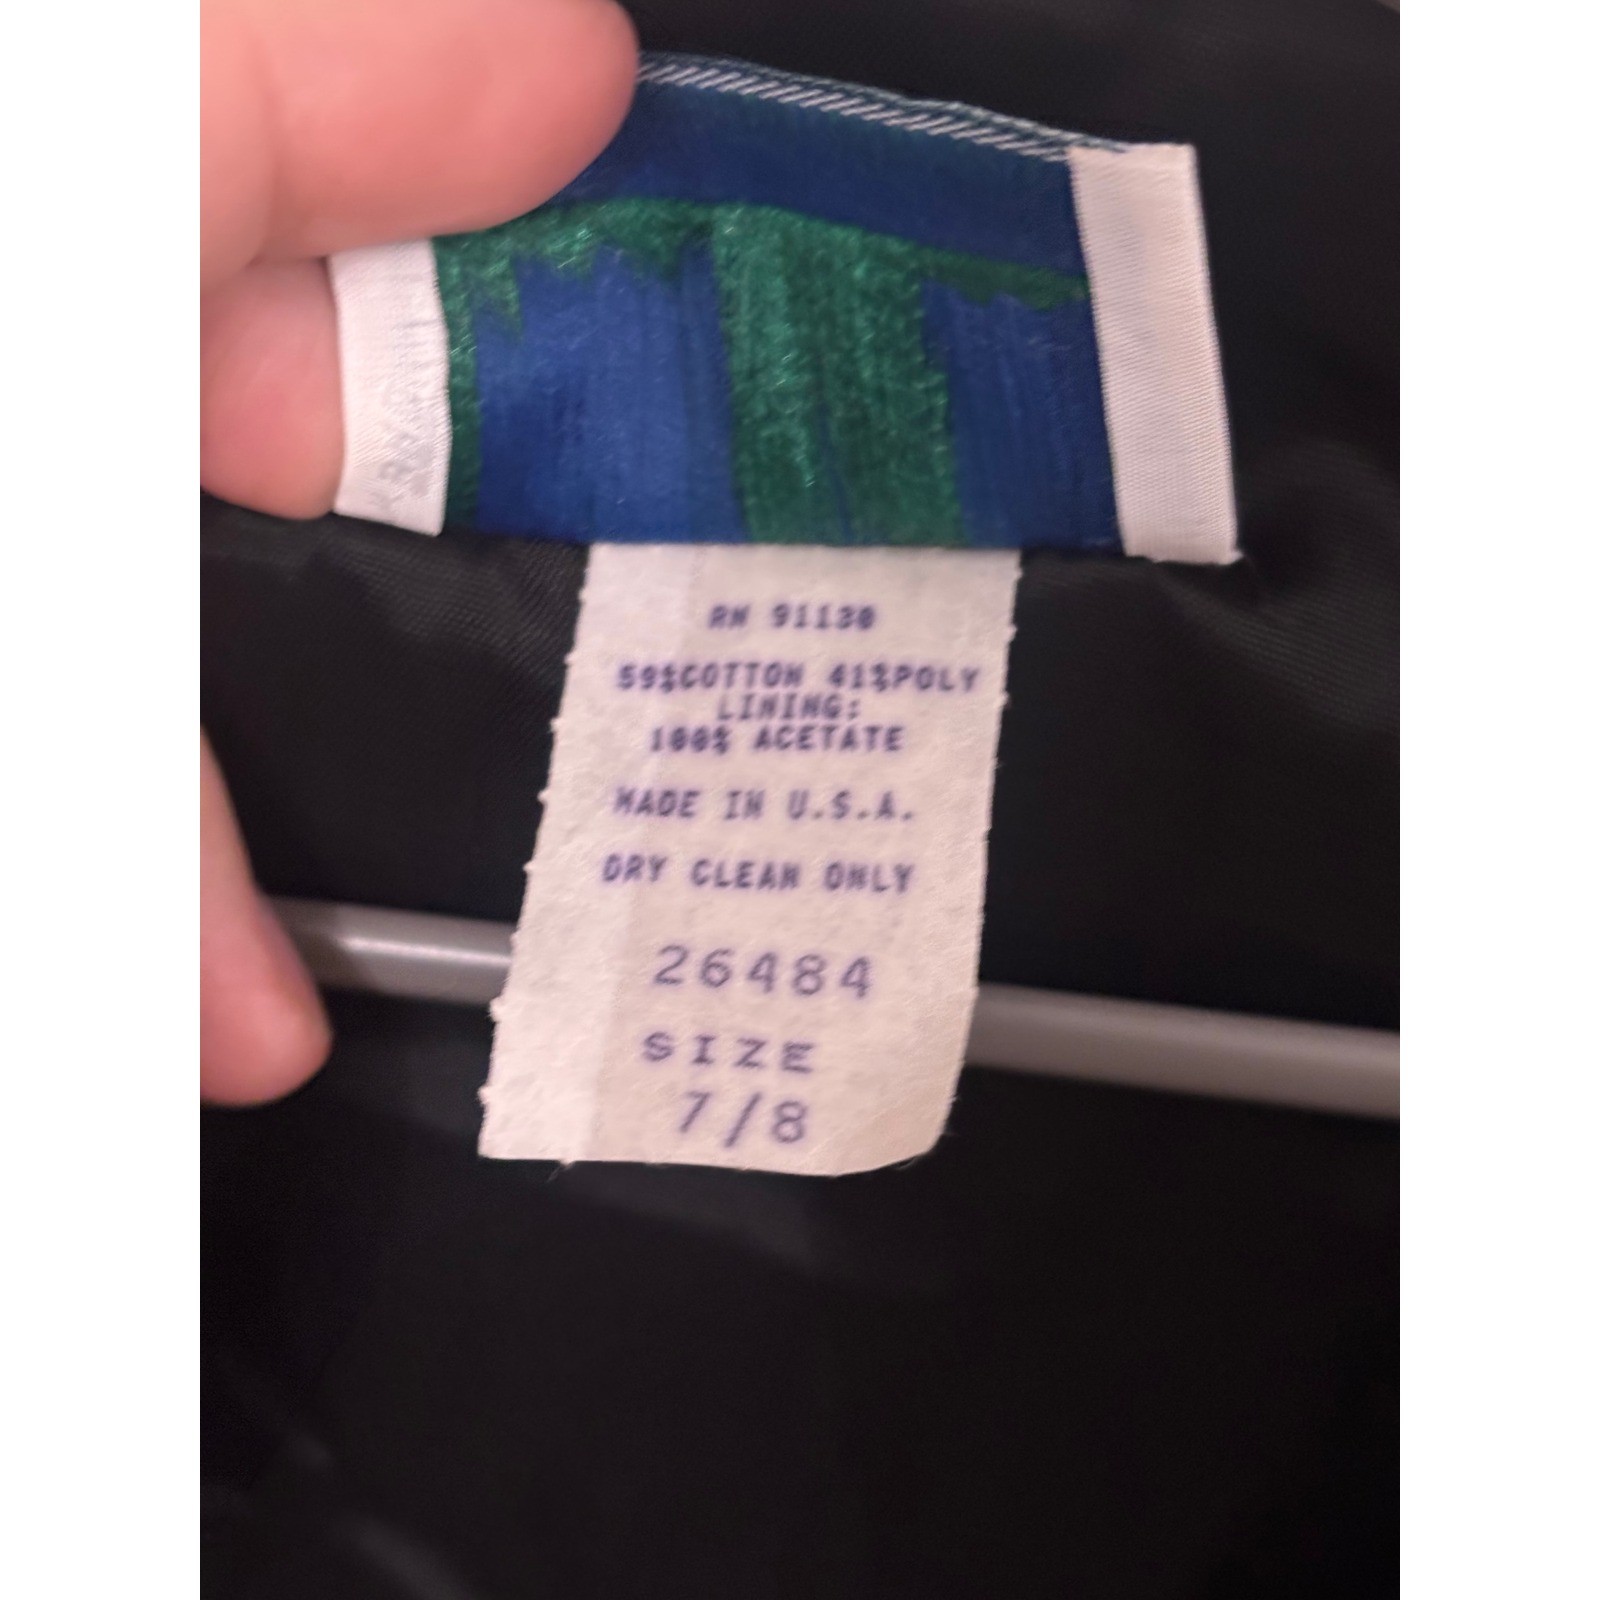 RN 91130
59%COTTON 41%POLY
LINING:
100% ACETATE
MADE IN U.S.A.
DRY CLEAN ONLY
26484
SIZE
7/8